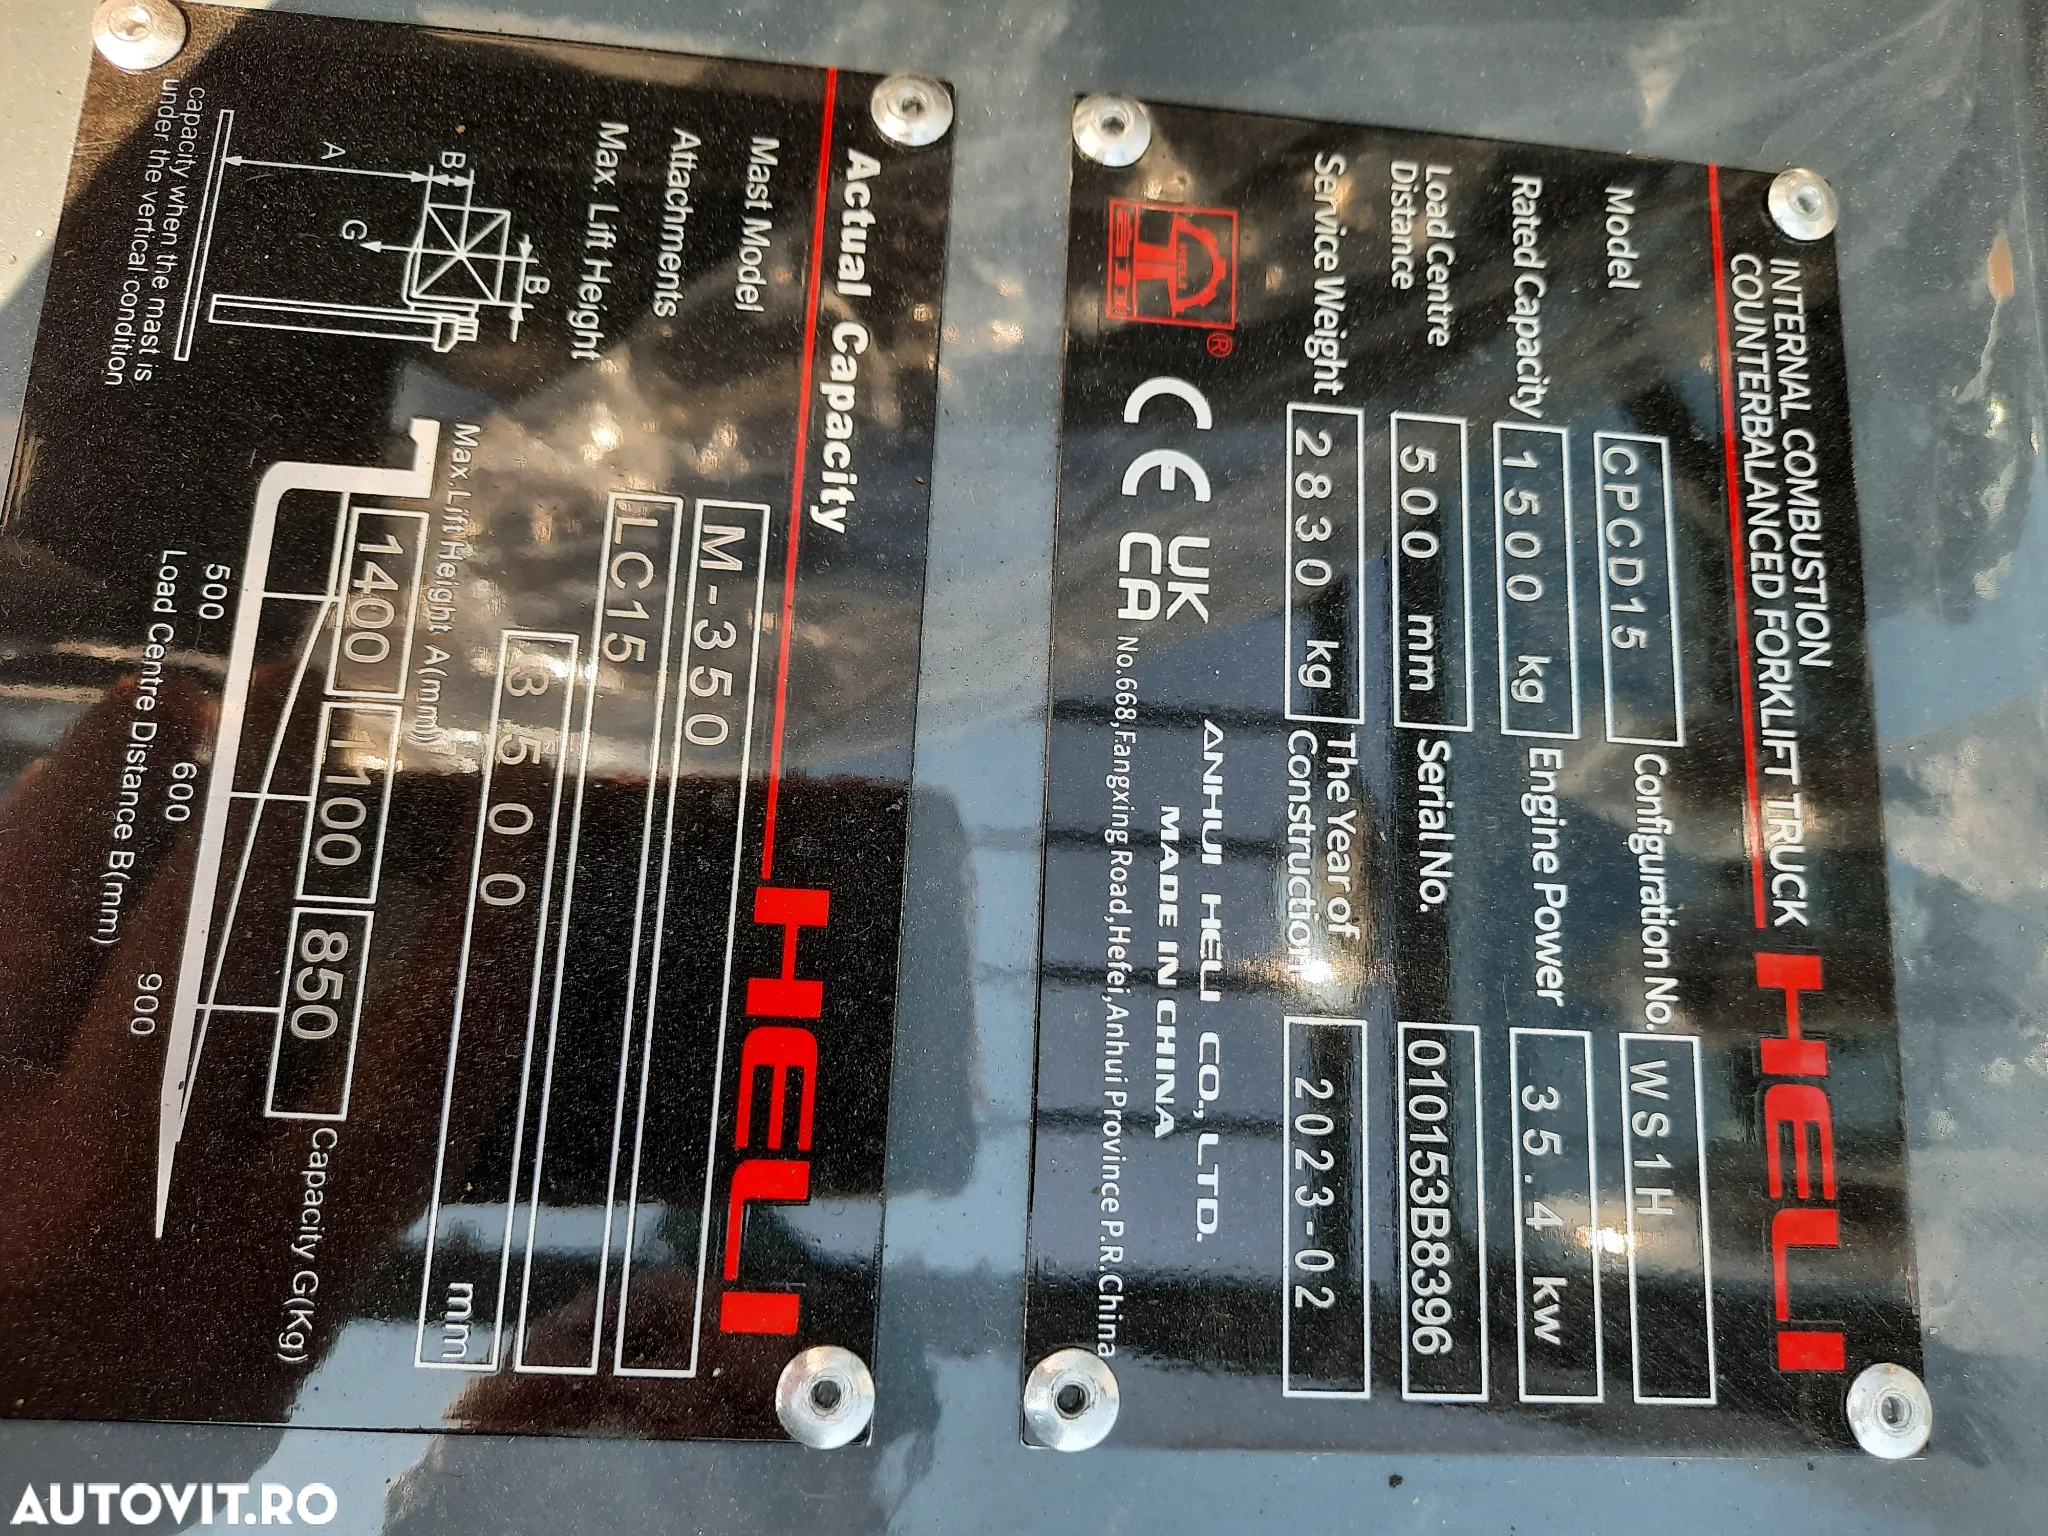 INTERNAL COMBUSTION
COUNTERBALANCED FORKLIFT TRUCK
HELI
Model CPCD15 Configuration No. WS1H
Rated Capacity 1500 kg Engine Power 35.4 kw
Load Centre
Distance 500 mm Serial No. 010153B8396
Service Weight 2830 kg The Year of
Construction 2023-02
HELI ® CE UK
CA
ANHUI HELI CO., LTD.
MADE IN CHINA
No.668,Fangxing Road,Hefei,Anhui Province P.R.China
Actual Capacity
HELI
Mast Model M-350
Attachments LC15
Max. Lift Height 3500 mm
A
B
B
G
capacity when the mast is
under the vertical condition
Max. Lift Height A(mm)
1400 1100 850 Capacity G(Kg)
500 600 900
Load Centre Distance B(mm)
AUTOVIT.RO